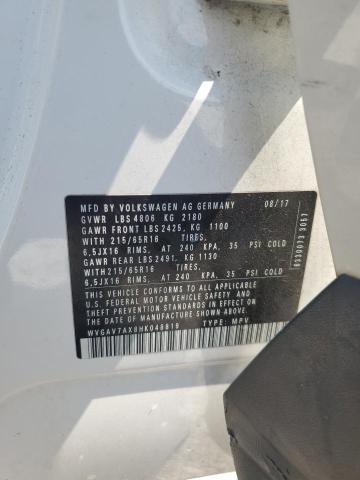 MFD BY VOLKSWAGEN AG GERMANY 08/17
GVWR LBS 4806 KG 2180
GAWR FRONT LBS 2425, KG 1100
WITH 215/65R16 TIRES,
6,5JX16 RIMS, AT 240 KPA, 35 PSI COLD
GAWR REAR LBS 2491, KG 1130
WITH 215/65R16 TIRES,
6,5JX16 RIMS, AT 240 KPA, 35 PSI COLD
THIS VEHICLE CONFORMS TO ALL APPLICABLE
U.S. FEDERAL MOTOR VEHICLE SAFETY
STANDARDS IN EFFECT ON THE DATE OF
MANUFACTURE SHOWN ABOVE.
WVGAV7AX8HK048819 TYPE: MPV
6330073 3057